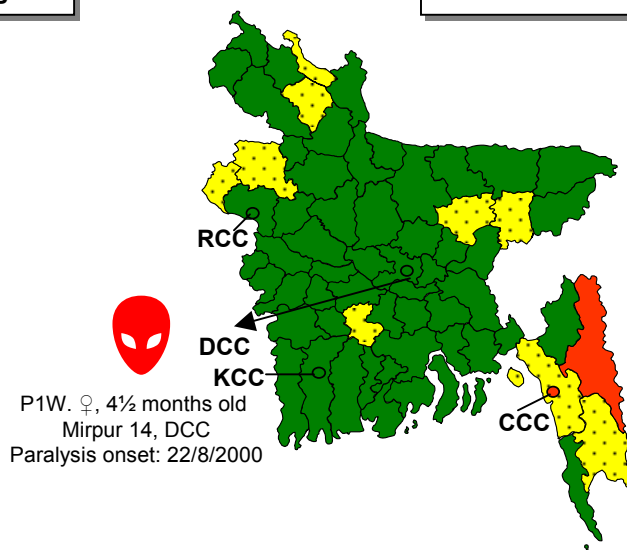 RCC
DCC
KCC
CCC
P1W. ♀, 4½ months old
Mirpur 14, DCC
Paralysis onset: 22/8/2000